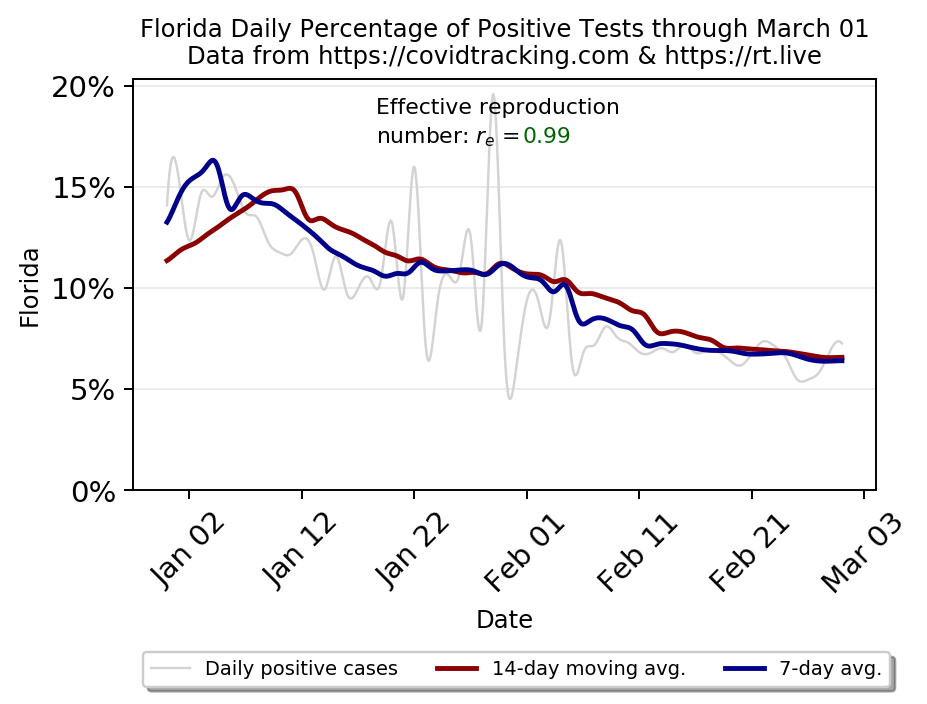 Florida Daily Percentage of Positive Tests through March 01
Data from https://covidtracking.com & https://rt.live
Effective reproduction
number: re = 0.99
20%
15%
10%
5%
0%
Florida
Jan 02
Jan 12
Jan 22
Feb 01
Feb 11
Feb 21
Mar 03
Date
Daily positive cases
14-day moving avg.
7-day avg.